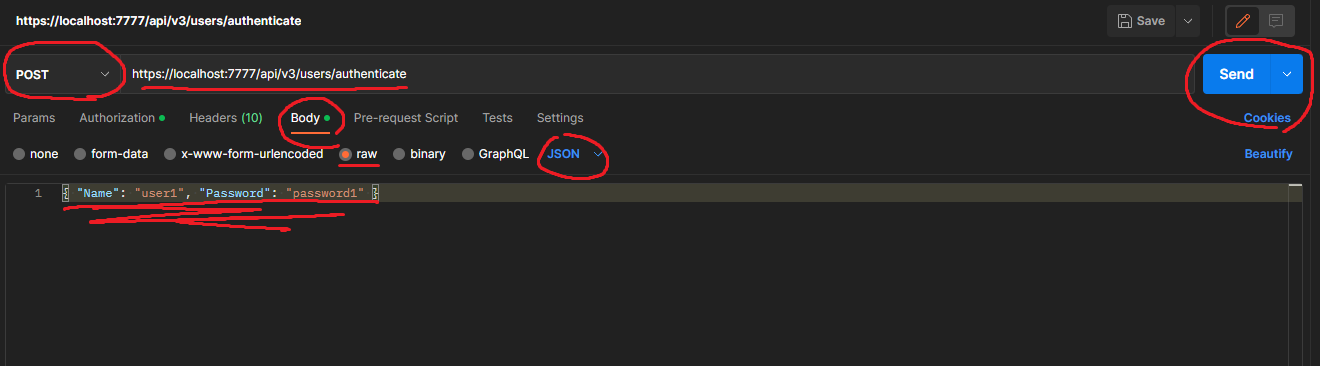 https://localhost:7777/api/v3/users/authenticate
Save
POST https://localhost:7777/api/v3/users/authenticate Send
Params Authorization Headers (10) Body Pre-request Script Tests Settings Cookies
none form-data x-www-form-urlencoded raw binary GraphQL JSON Beautify
1 { "Name": "user1", "Password": "password1" }